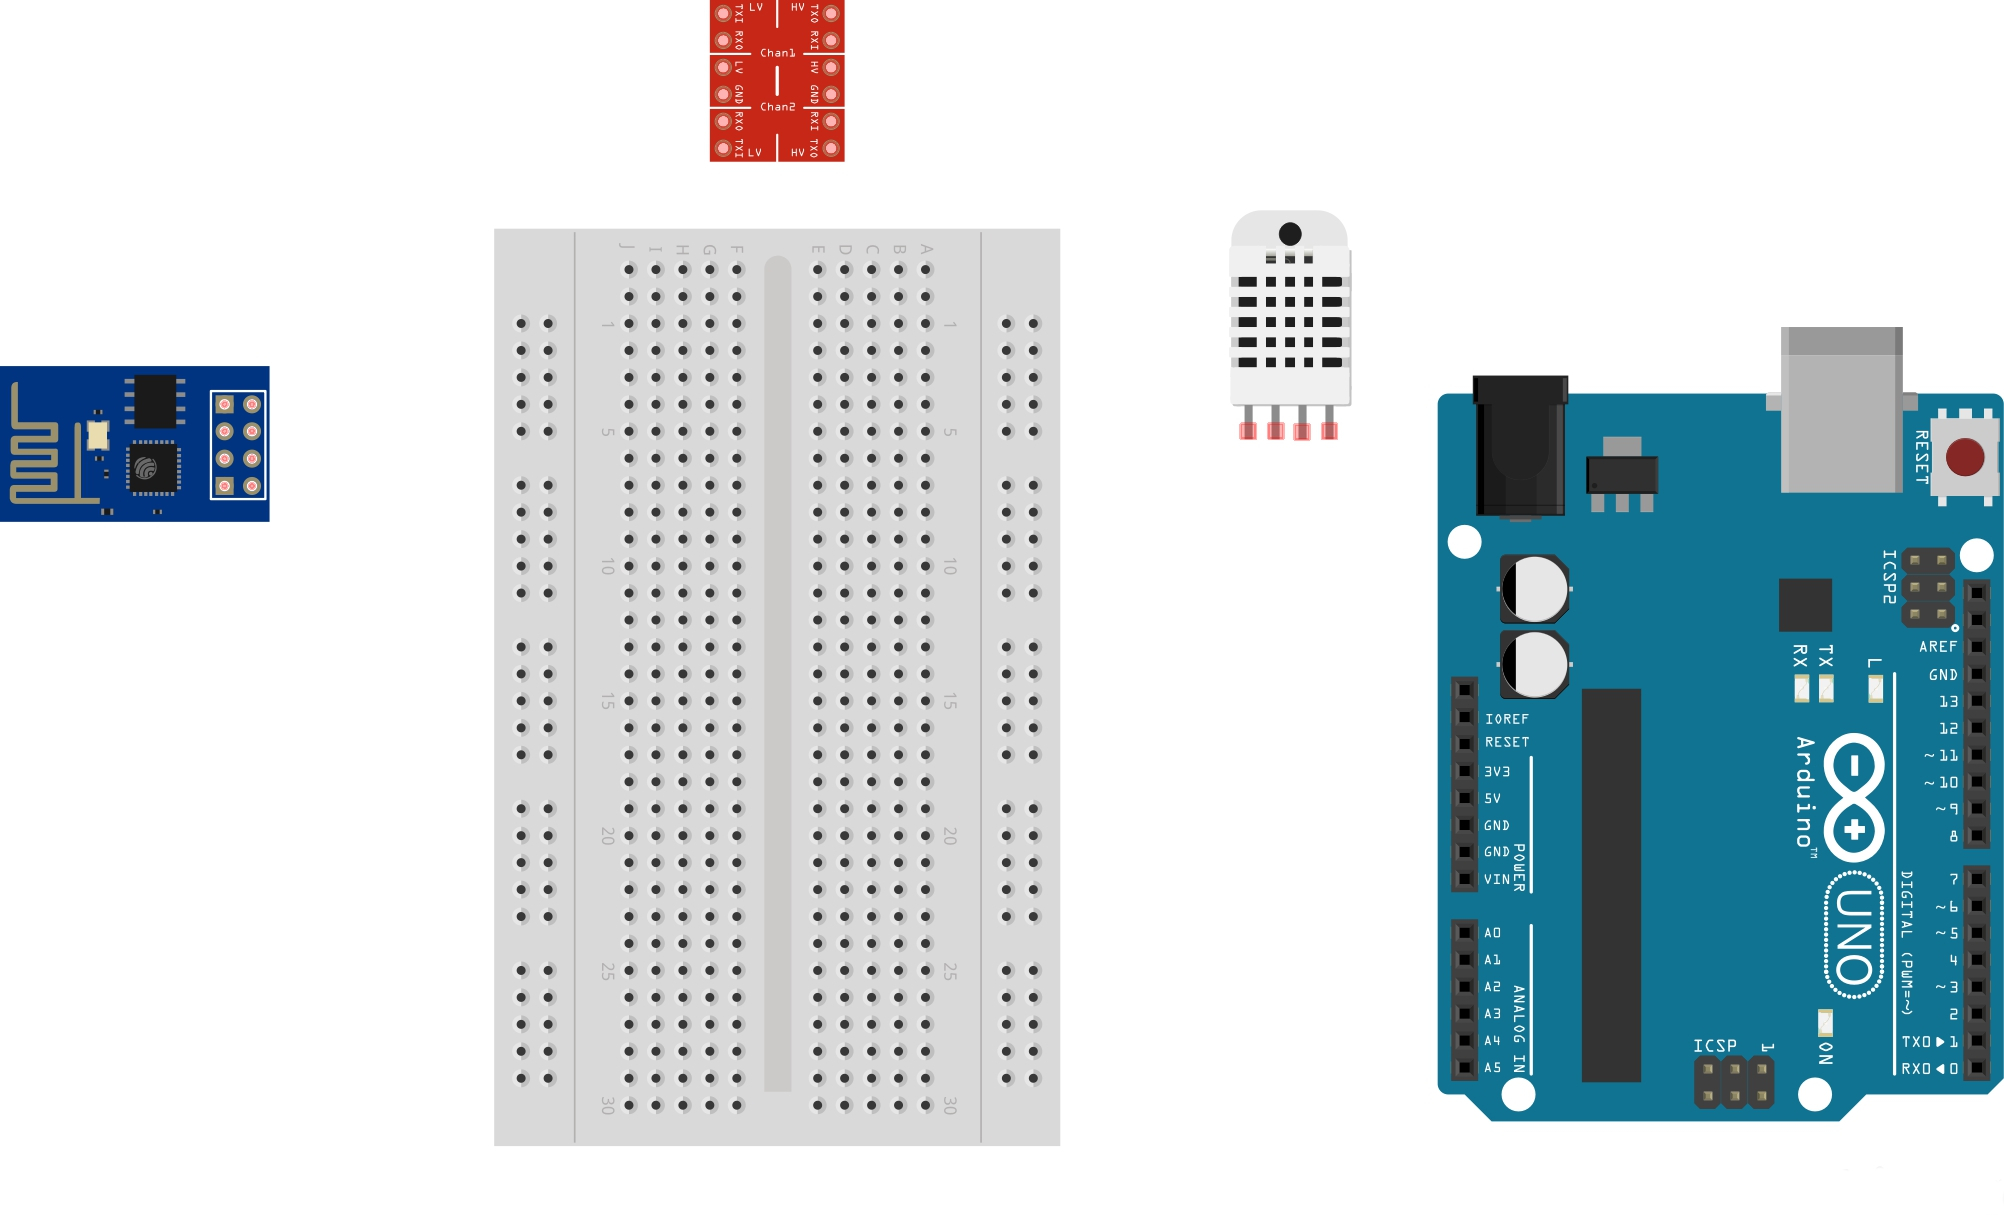 TXI LV HV TXO
RXO RXI
Chan1
LV HV
GND GND
Chan2
RXO RXI
TXI LV HV TXO
J I H G F E D C B A
1 1
5 5
10 10
15 15
20 20
25 25
30 30
RESET
ICSP2
AREF
GND
13
12
~11
~10
~9
8
7
~6
~5
4
~3
2
TX0▶1
RX0◀0
DIGITAL (PWM=~)
RX TX L
Arduino™
UNO
ON
IOREF
RESET
3V3
5V
GND
GND
VIN
POWER
A0
A1
A2
A3
A4
A5
ANALOG IN
ICSP 1